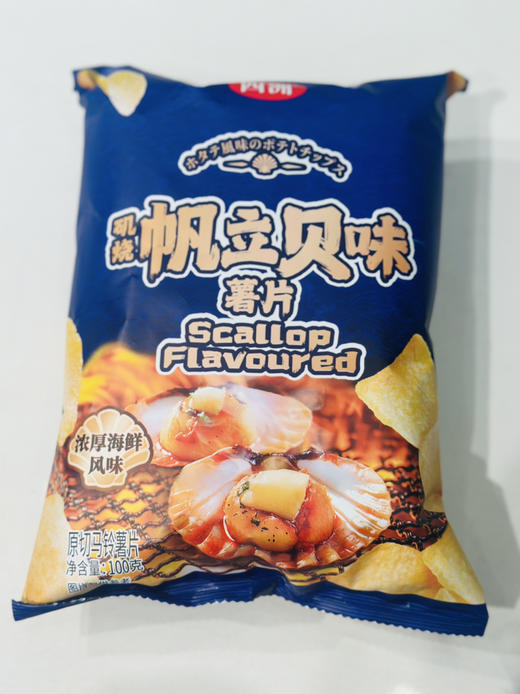 ホタテ風味のポテトチップス
矶烧
帆立贝味
薯片
Scallop
Flavoured
浓厚海鲜
风味
原切马铃薯片
净含量:100克